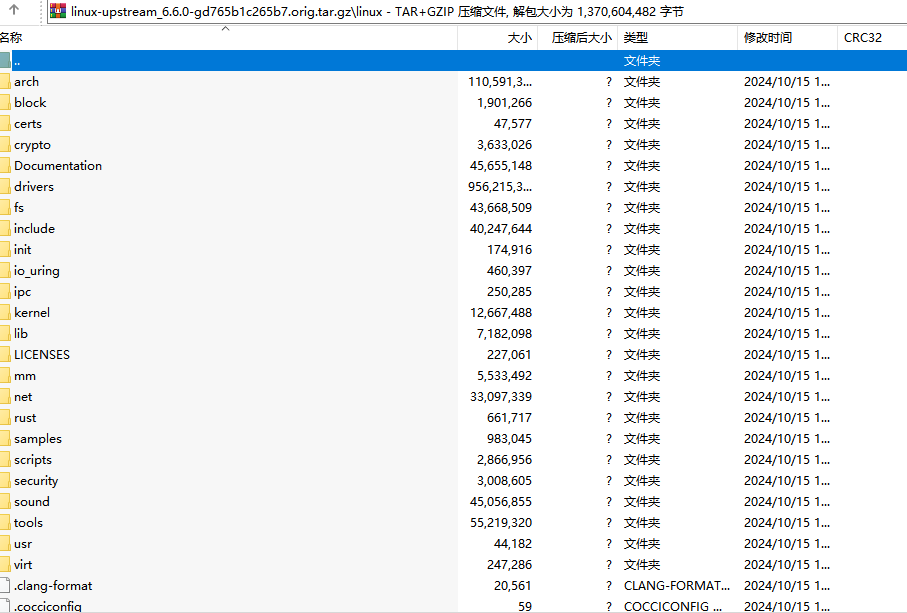 linux-upstream_6.6.0-gd765b1c265b7.orig.tar.gz\linux - TAR+GZIP 压缩文件, 解包大小为 1,370,604,482 字节
名称 大小 压缩后大小 类型 修改时间 CRC32
.. 文件夹
arch 110,591,3... ? 文件夹 2024/10/15 1...
block 1,901,266 ? 文件夹 2024/10/15 1...
certs 47,577 ? 文件夹 2024/10/15 1...
crypto 3,633,026 ? 文件夹 2024/10/15 1...
Documentation 45,655,148 ? 文件夹 2024/10/15 1...
drivers 956,215,3... ? 文件夹 2024/10/15 1...
fs 43,668,509 ? 文件夹 2024/10/15 1...
include 40,247,644 ? 文件夹 2024/10/15 1...
init 174,916 ? 文件夹 2024/10/15 1...
io_uring 460,397 ? 文件夹 2024/10/15 1...
ipc 250,285 ? 文件夹 2024/10/15 1...
kernel 12,667,488 ? 文件夹 2024/10/15 1...
lib 7,182,098 ? 文件夹 2024/10/15 1...
LICENSES 227,061 ? 文件夹 2024/10/15 1...
mm 5,533,492 ? 文件夹 2024/10/15 1...
net 33,097,339 ? 文件夹 2024/10/15 1...
rust 661,717 ? 文件夹 2024/10/15 1...
samples 983,045 ? 文件夹 2024/10/15 1...
scripts 2,866,956 ? 文件夹 2024/10/15 1...
security 3,008,605 ? 文件夹 2024/10/15 1...
sound 45,056,855 ? 文件夹 2024/10/15 1...
tools 55,219,320 ? 文件夹 2024/10/15 1...
usr 44,182 ? 文件夹 2024/10/15 1...
virt 247,286 ? 文件夹 2024/10/15 1...
.clang-format 20,561 ? CLANG-FORMAT... 2024/10/15 1...
.cocciconfig 59 ? COCCICONFIG ... 2024/10/15 1...